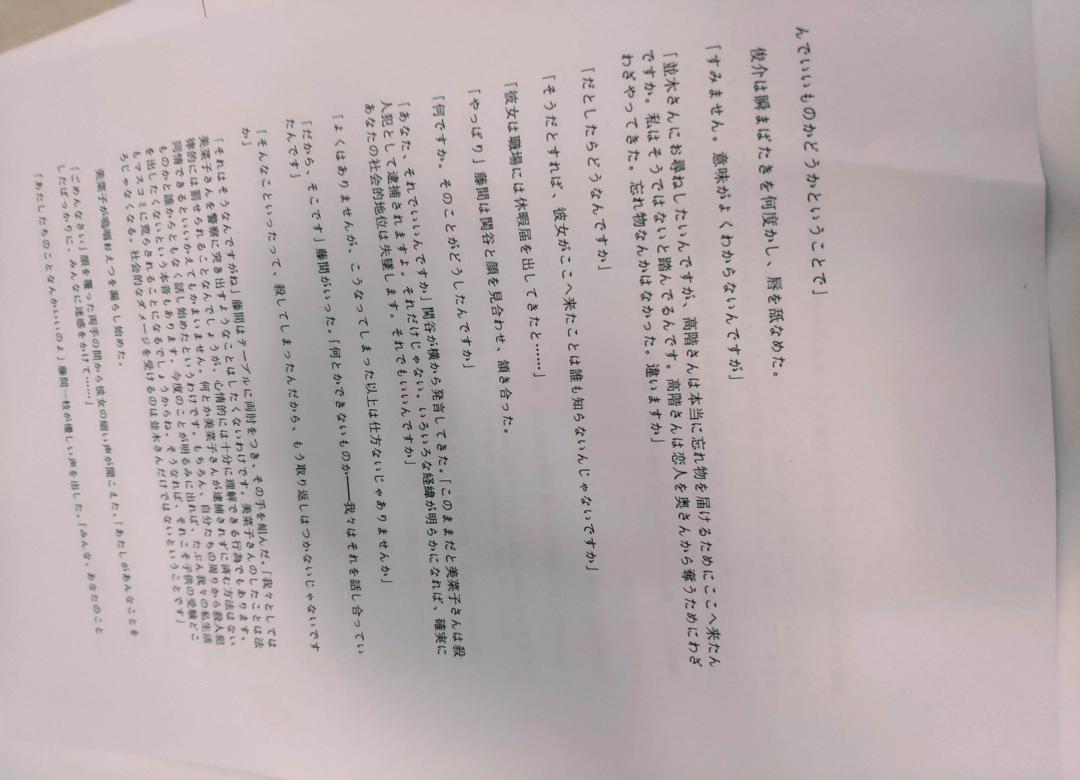 んでいいものかどうかということで」
俊介は瞬まばたきを何度かし、唇を舐なめた。
「すみません。意味がよくわからないんですが」
「並木さんにお尋ねしたいんですが、高階さんは本当に忘れ物を届けるためにここへ来たん
ですか。私はそうではないと踏んでるんです。高階さんは恋人を奥さんから奪うためにわざ
わざやってきた。忘れ物なんかはなかった。違いますか」
「だとしたらどうなんですか」
「そうだとすれば、彼女がここへ来たことは誰も知らないんじゃないですか」
「彼女は職場には休暇届を出してきたと……」
「やっぱり」藤間は関谷と顔を見合わせ、頷き合った。
「何ですか。そのことがどうしたんですか」
「あなた、それでいいんですか」関谷が横から発言してきた。「このままだと美菜子さんは殺
人犯として逮捕されますよ。それだけじゃない。いろいろな経緯が明らかになれば、確実に
あなたの社会的地位は失墜します。それでもいいんですか」
「よくはありませんが、こうなってしまった以上は仕方ないじゃありませんか」
「だから、そこです」藤間がいった。「何とかできないものか――我々はそれを話し合ってい
たんです」
「そんなこといったって、殺してしまったんだから、もう取り返しはつかないじゃないです
か」
「それはそうなんですがね」藤間はテーブルに両肘をつき、その手を組んだ。「我々としては
美菜子さんを警察に突き出すようなことはしたくないわけです。美菜子さんのしたことは法
律的には罰せられることなんでしょうが、心情的には十分に理解できる行為でもあります。
同情できるといいかえてもかまいません。何とか美菜子さんが逮捕されずに済む方法はない
ものかと誰からともなく話し始めたというわけです。もちろん、自分たちの周りから殺人犯
を出したくないという本音もあります。今度のことが明るみに出れば、たぶん我々の私生活
もマスコミに荒らされることになるでしょうからね。そうなれば、それこそ子供の受験どこ
ろじゃなくなる。社会的なダメージを受けるのは並木さんだけではないということです」
美菜子が嗚咽おえつを漏らし始めた。
「ごめんなさい」顔を覆った両手の間から彼女の細い声が聞こえた。「あたしがあんなことを
したばっかりに、みんなに迷惑をかけて……」
「あたしたちのことなんかいいのよ」藤間一枝が優しい声を出した。「みんな、あなたのこと